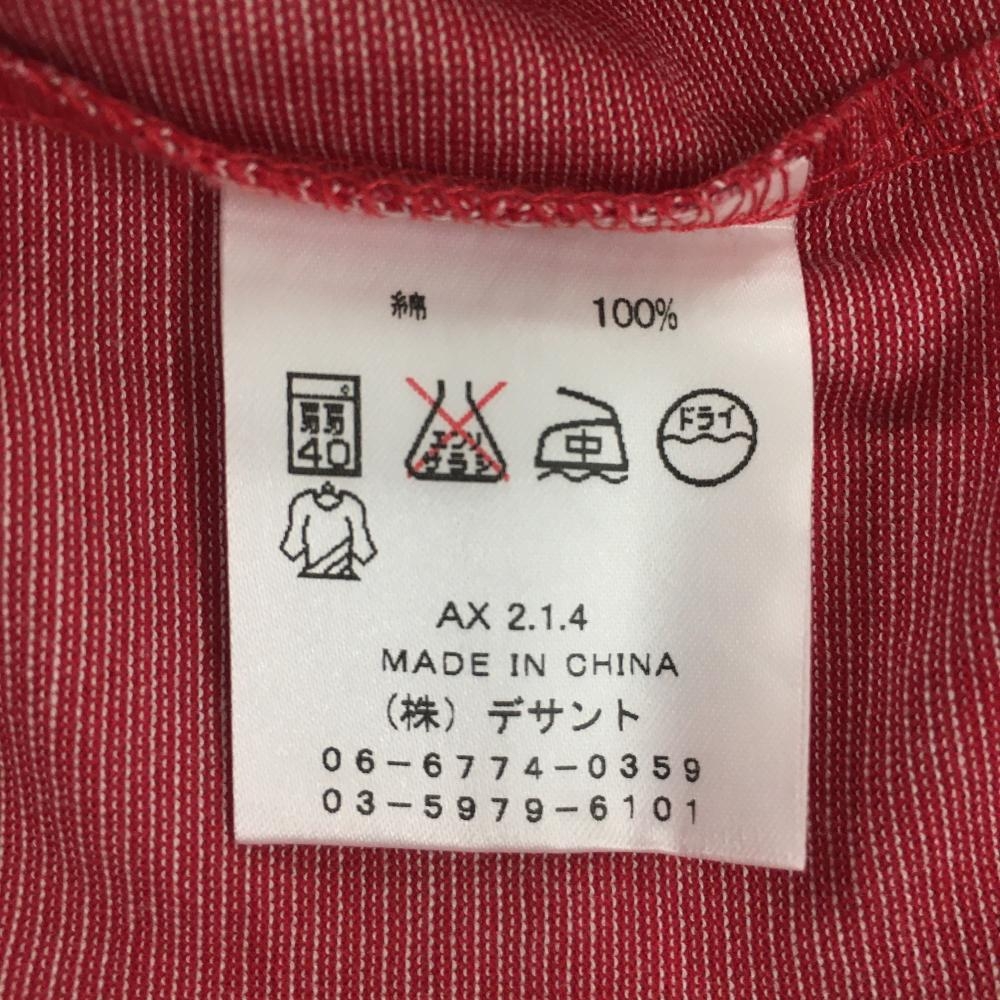 綿 100%
弱 40 エンソ サラシ 中 ドライ
AX 2.1.4
MADE IN CHINA
(株) デサント
06-6774-0359
03-5979-6101